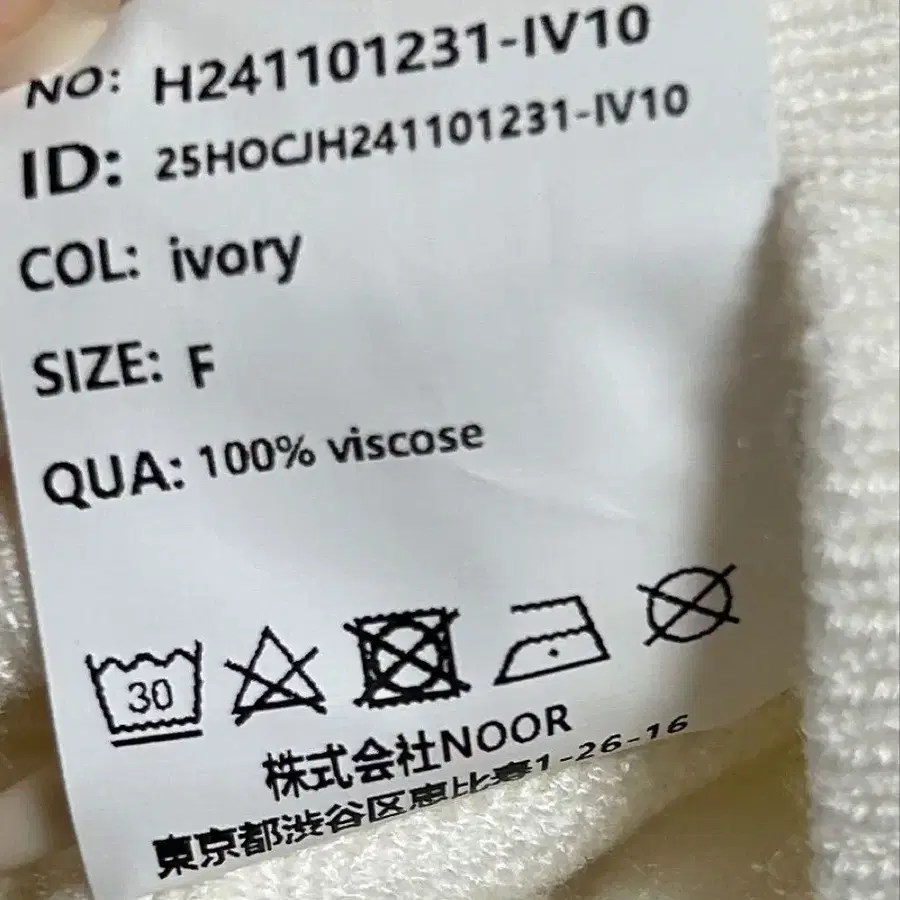 NO: H241101231-IV10
ID: 25HOCJH241101231-IV10
COL: ivory
SIZE: F
QUA: 100% viscose
30
株式会社NOOR
東京都渋谷区恵比寿1-26-16